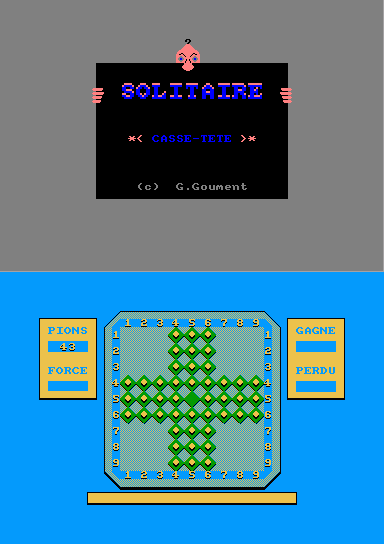 ?
SOLITAIRE
*< CASSE-TETE >*
(c) G.Goument
1 2 3 4 5 6 7 8 9
PIONS
43
FORCE
GAGNE
PERDU
1 1
2 2
3 3
4 4
5 5
6 6
7 7
8 8
9 9
1 2 3 4 5 6 7 8 9